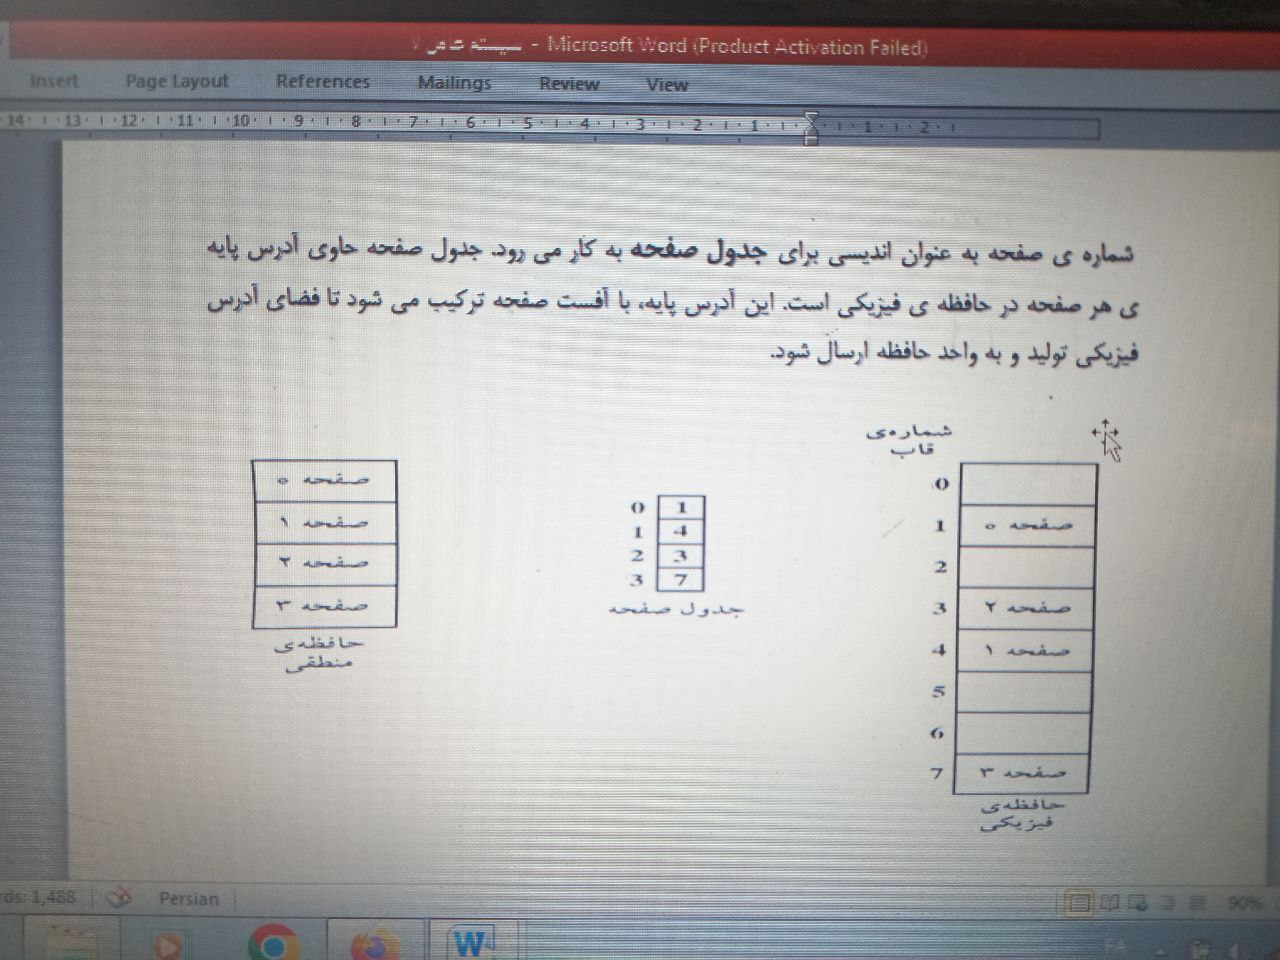 - Microsoft Word (Product Activation Failed)
Insert Page Layout References Mailings Review View
14 13 12 11 10 9 8 7 6 5 4 3 2 1 1 2
شماره ی صفحه به عنوان اندیسی برای جدول صفحه به کار می رود. جدول صفحه حاوی آدرس پایه
ی هر صفحه در حافظه ی فیزیکی است. این آدرس پایه، با آفست صفحه ترکیب می شود تا فضای آدرس
فیزیکی تولید و به واحد حافظه ارسال شود.
شماره‌ی
قاب
0
1 صفحه ۰
2
3 صفحه ۲
4 صفحه ۱
5
6
7 صفحه ۳
حافظه‌ی
فیزیکی
0 1
1 4
2 3
3 7
جدول صفحه
صفحه ۰
صفحه ۱
صفحه ۲
صفحه ۳
حافظه‌ی
منطقی
1,488 Persian 90%
W FA